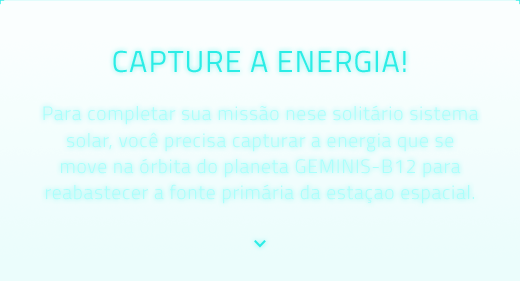 CAPTURE A ENERGIA!
Para completar sua missão nese solitário sistema
solar, você precisa capturar a energia que se
move na órbita do planeta GEMINIS-B12 para
reabastecer a fonte primária da estaçao espacial.